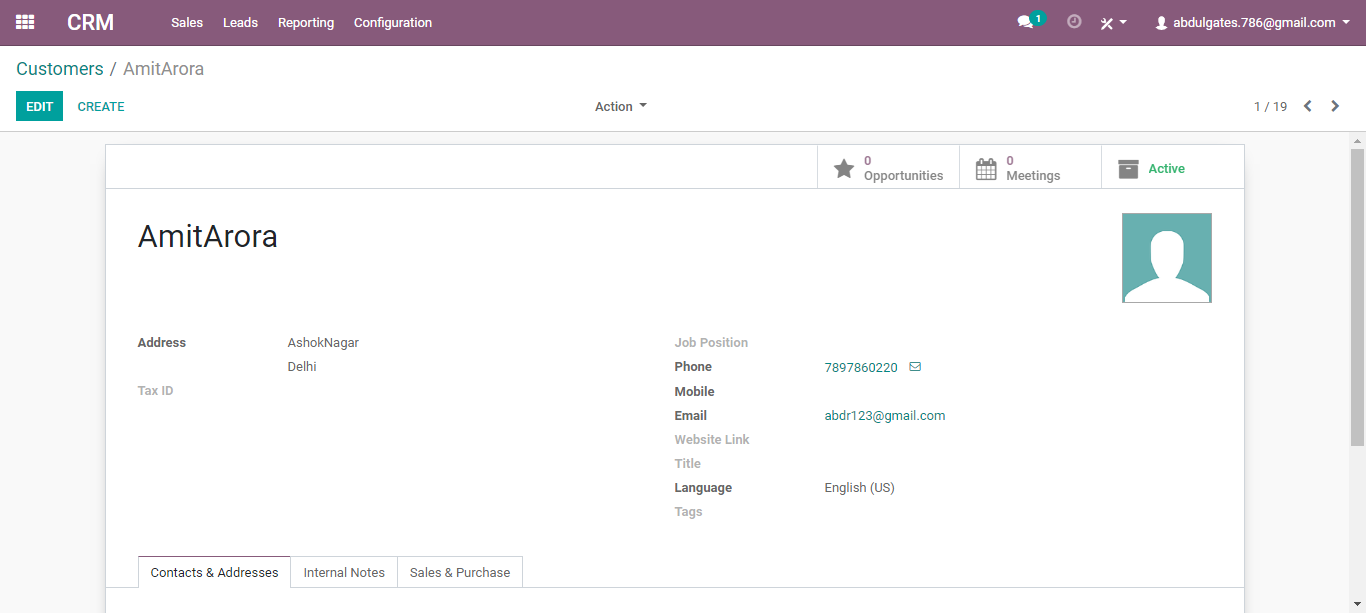 CRM Sales Leads Reporting Configuration 1 abdulgates.786@gmail.com
Customers / AmitArora
EDIT CREATE Action 1 / 19
0 Opportunities 0 Meetings Active
AmitArora
Address AshokNagar
Delhi
Tax ID
Job Position
Phone 7897860220
Mobile
Email abdr123@gmail.com
Website Link
Title
Language English (US)
Tags
Contacts & Addresses Internal Notes Sales & Purchase